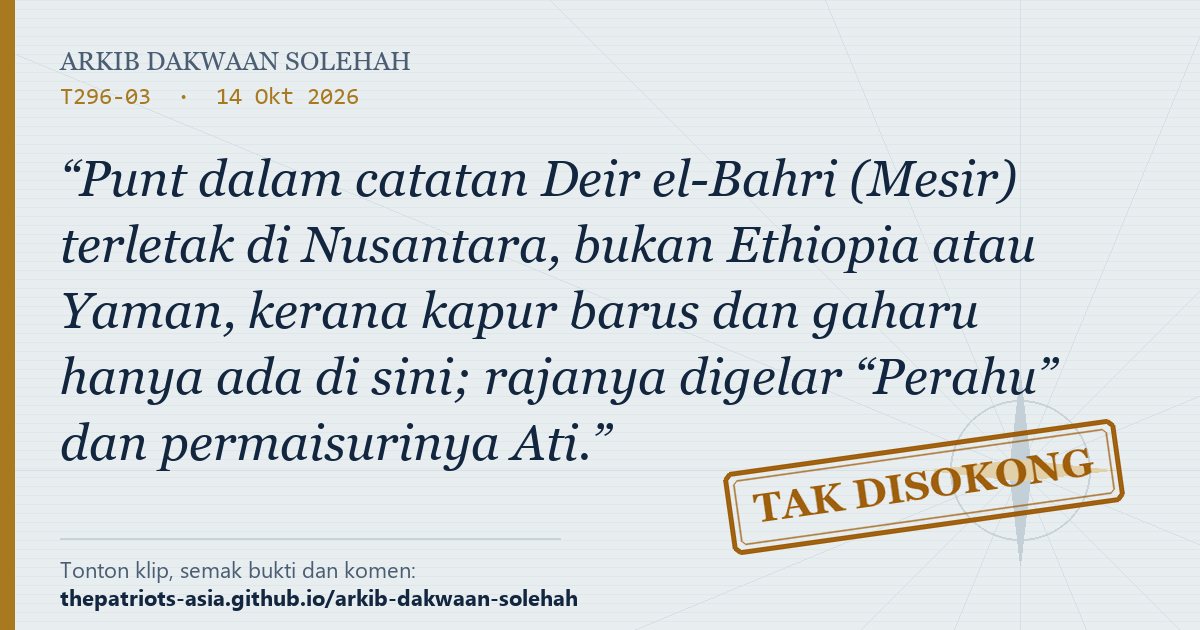 ARKIB DAKWAAN SOLEHAH
T296-03 · 14 Okt 2026
“Punt dalam catatan Deir el-Bahri (Mesir)
terletak di Nusantara, bukan Ethiopia atau
Yaman, kerana kapur barus dan gaharu
hanya ada di sini; rajanya digelar “Perahu”
dan permaisurinya Ati.”
TAK DISOKONG
Tonton klip, semak bukti dan komen:
thepatriots-asia.github.io/arkib-dakwaan-solehah